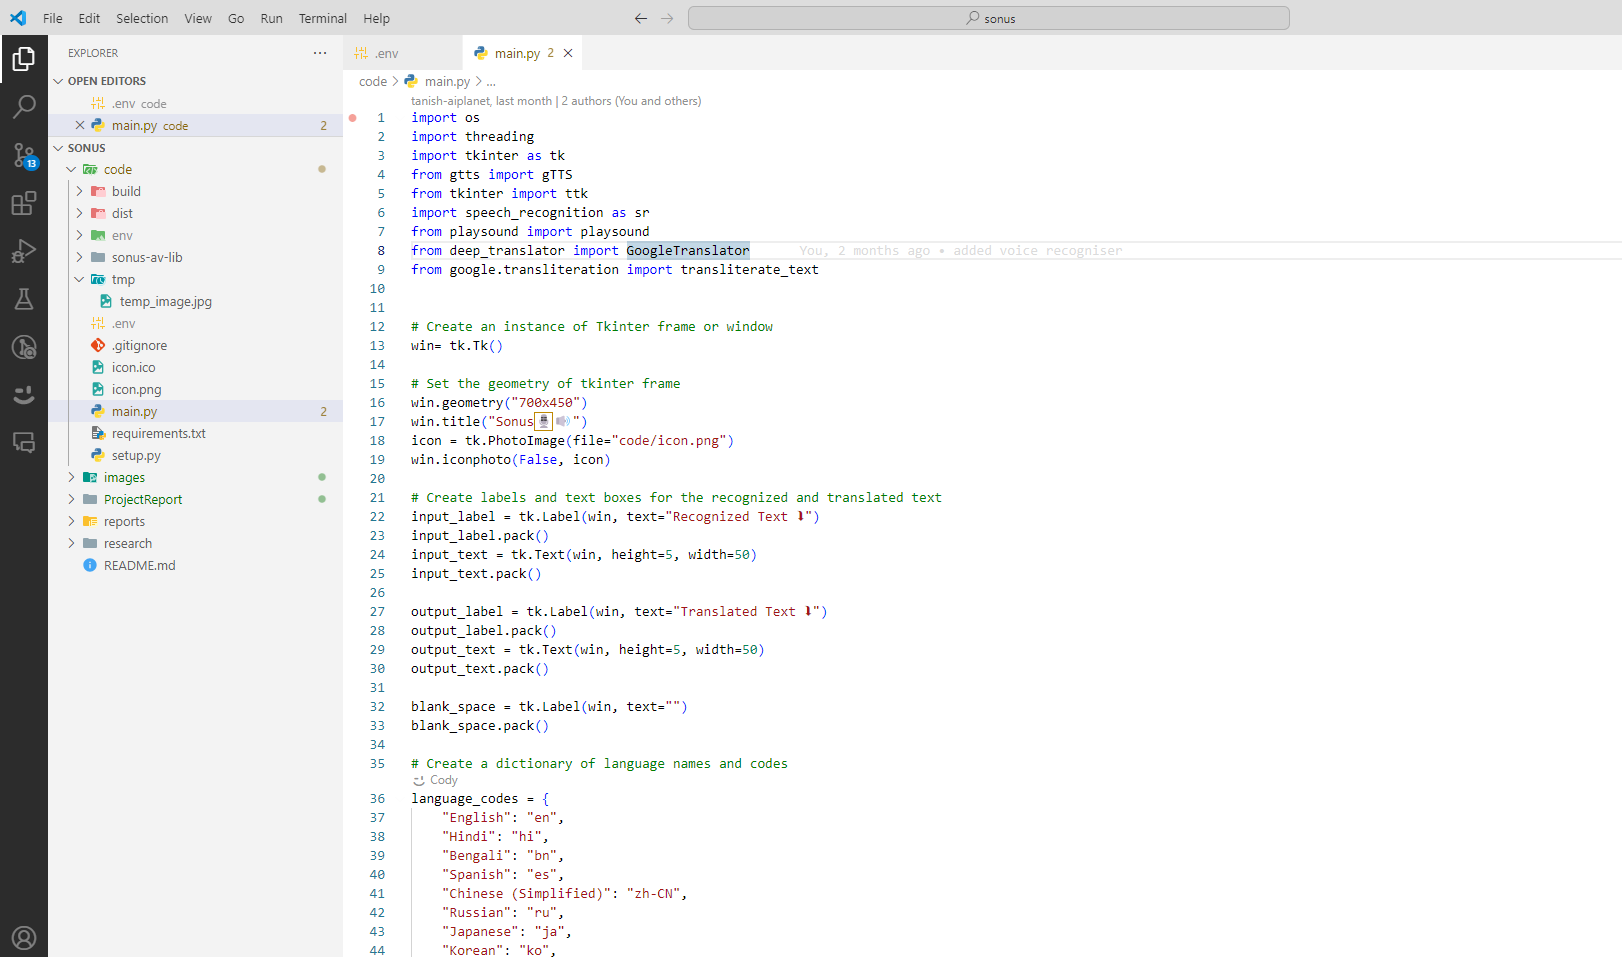 File Edit Selection View Go Run Terminal Help
sonus
EXPLORER
OPEN EDITORS
.env code
main.py code 2
SONUS
code
build
dist
env
sonus-av-lib
tmp
temp_image.jpg
.env
.gitignore
icon.ico
icon.png
main.py 2
requirements.txt
setup.py
images
ProjectReport
reports
research
README.md
13
.env
main.py 2
code > main.py > ...
tanish-aiplanet, last month | 2 authors (You and others)
1 import os
2 import threading
3 import tkinter as tk
4 from gtts import gTTS
5 from tkinter import ttk
6 import speech_recognition as sr
7 from playsound import playsound
8 from deep_translator import GoogleTranslator You, 2 months ago • added voice recogniser
9 from google.transliteration import transliterate_text
10
11
12 # Create an instance of Tkinter frame or window
13 win= tk.Tk()
14
15 # Set the geometry of tkinter frame
16 win.geometry("700x450")
17 win.title("Sonus🎙️🔊")
18 icon = tk.PhotoImage(file="code/icon.png")
19 win.iconphoto(False, icon)
20
21 # Create labels and text boxes for the recognized and translated text
22 input_label = tk.Label(win, text="Recognized Text ⮯")
23 input_label.pack()
24 input_text = tk.Text(win, height=5, width=50)
25 input_text.pack()
26
27 output_label = tk.Label(win, text="Translated Text ⮯")
28 output_label.pack()
29 output_text = tk.Text(win, height=5, width=50)
30 output_text.pack()
31
32 blank_space = tk.Label(win, text="")
33 blank_space.pack()
34
35 # Create a dictionary of language names and codes
Cody
36 language_codes = {
37 "English": "en",
38 "Hindi": "hi",
39 "Bengali": "bn",
40 "Spanish": "es",
41 "Chinese (Simplified)": "zh-CN",
42 "Russian": "ru",
43 "Japanese": "ja",
44 "Korean": "ko",